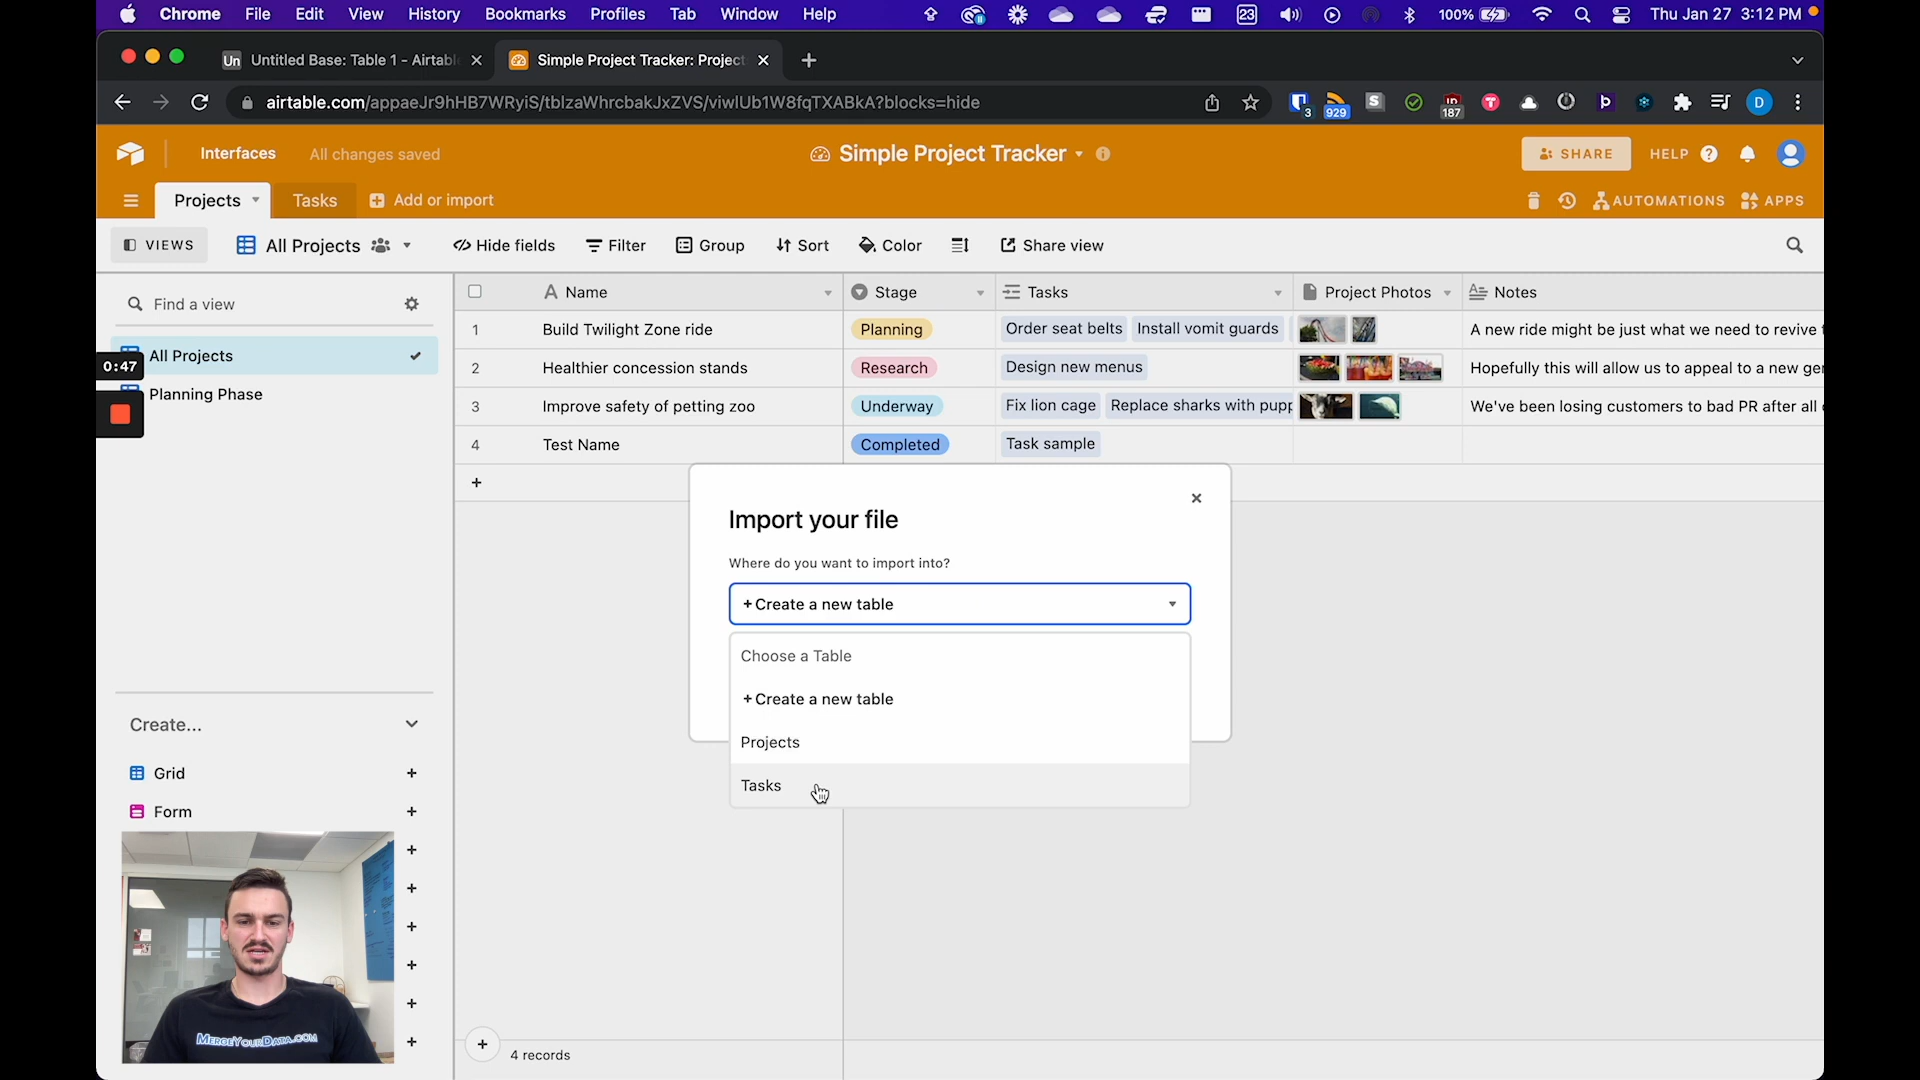 Chrome File Edit View History Bookmarks Profiles Tab Window Help 23 100% Thu Jan 27 3:12 PM
Un Untitled Base: Table 1 - Airtabl Simple Project Tracker: Project
airtable.com/appaeJr9hHB7WRyiS/tblzaWhrcbakJxZVS/viwlUb1W8fqTXABkA?blocks=hide 3 929 S 187 T b D
Interfaces All changes saved Simple Project Tracker SHARE HELP
Projects Tasks Add or import AUTOMATIONS APPS
VIEWS All Projects Hide fields Filter Group Sort Color Share view
Find a view
All Projects
Planning Phase
0:47
Name Stage Tasks Project Photos Notes
1 Build Twilight Zone ride Planning Order seat belts Install vomit guards A new ride might be just what we need to revive
2 Healthier concession stands Research Design new menus Hopefully this will allow us to appeal to a new ge
3 Improve safety of petting zoo Underway Fix lion cage Replace sharks with pupp We've been losing customers to bad PR after all
4 Test Name Completed Task sample
+
Import your file
Where do you want to import into?
+ Create a new table
Choose a Table
+ Create a new table
Projects
Tasks
Create...
Grid +
Form +
+
+
+
+
+
+
MERGEYOURDATA.COM
+ 4 records